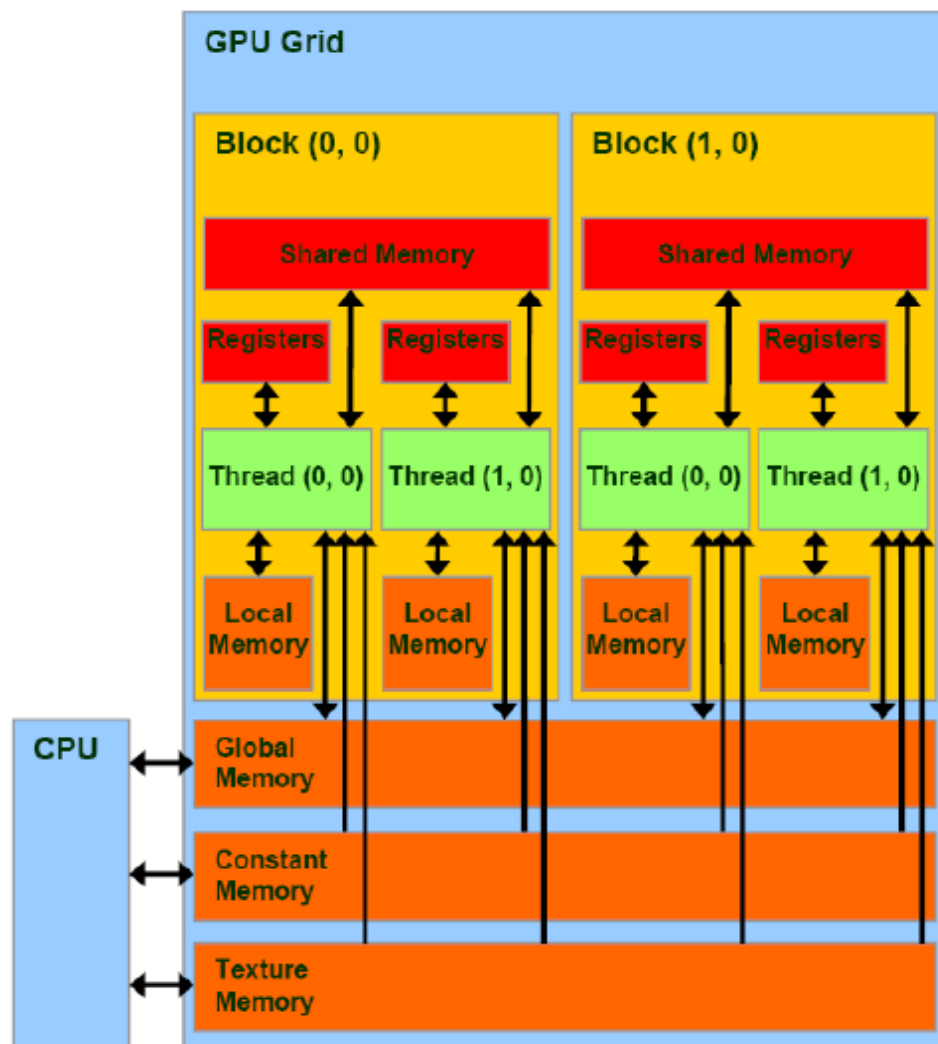 GPU Grid
Block (0, 0)
Block (1, 0)
Shared Memory
Shared Memory
Registers
Registers
Registers
Registers
Thread (0, 0)
Thread (1, 0)
Thread (0, 0)
Thread (1, 0)
Local
Memory
Local
Memory
Local
Memory
Local
Memory
CPU
Global
Memory
Constant
Memory
Texture
Memory